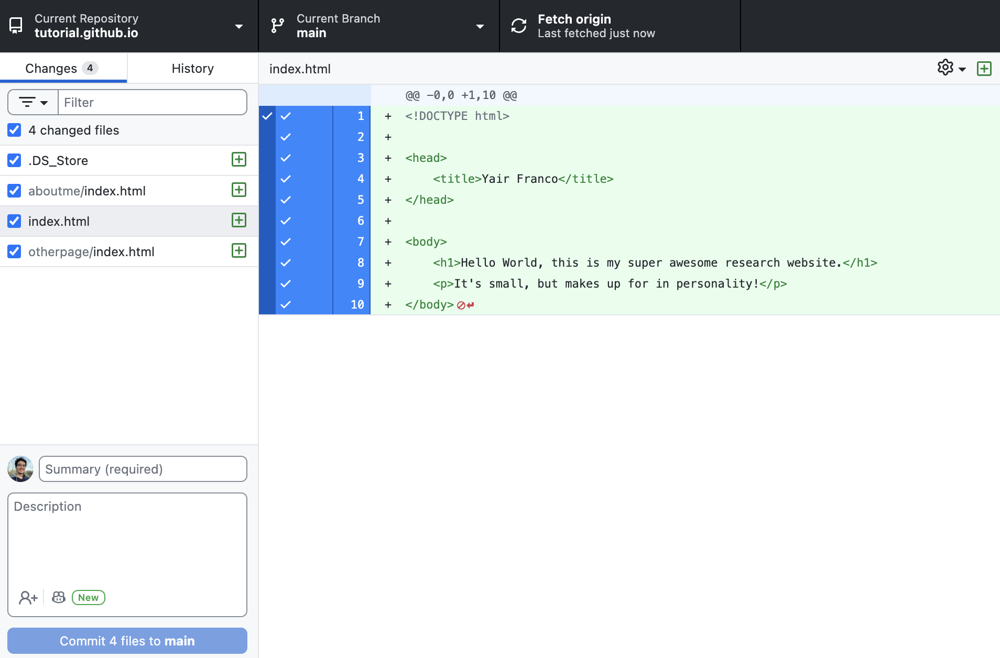 Current Repository
tutorial.github.io
Current Branch
main
Fetch origin
Last fetched just now
Changes 4
History
Filter
4 changed files
.DS_Store
aboutme/index.html
index.html
otherpage/index.html
Summary (required)
Description
New
Commit 4 files to main
index.html
@@ -0,0 +1,10 @@
1 + <!DOCTYPE html>
2 +
3 + <head>
4 +     <title>Yair Franco</title>
5 + </head>
6 +
7 + <body>
8 +     <h1>Hello World, this is my super awesome research website.</h1>
9 +     <p>It's small, but makes up for in personality!</p>
10 + </body>